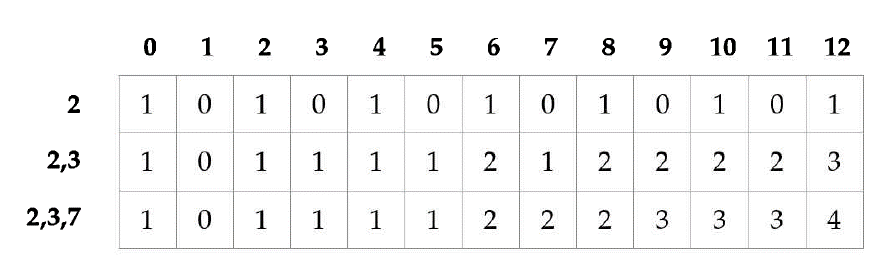 0 1 2 3 4 5 6 7 8 9 10 11 12
2 1 0 1 0 1 0 1 0 1 0 1 0 1
2,3 1 0 1 1 1 1 2 1 2 2 2 2 3
2,3,7 1 0 1 1 1 1 2 2 2 3 3 3 4